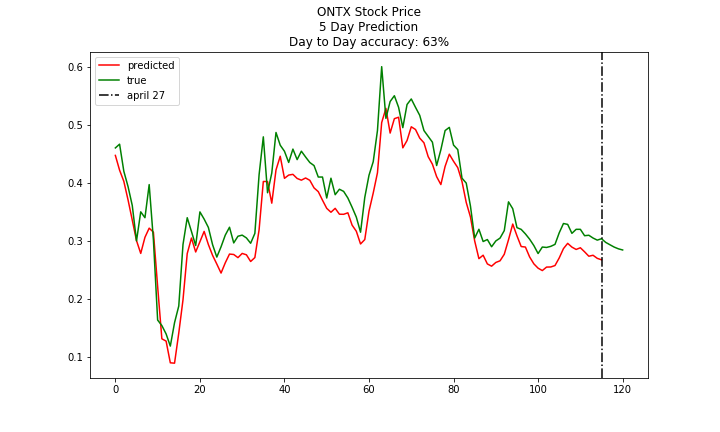 ONTX Stock Price
5 Day Prediction
Day to Day accuracy: 63%
predicted
true
april 27
0.6
0.5
0.4
0.3
0.2
0.1
0 20 40 60 80 100 120